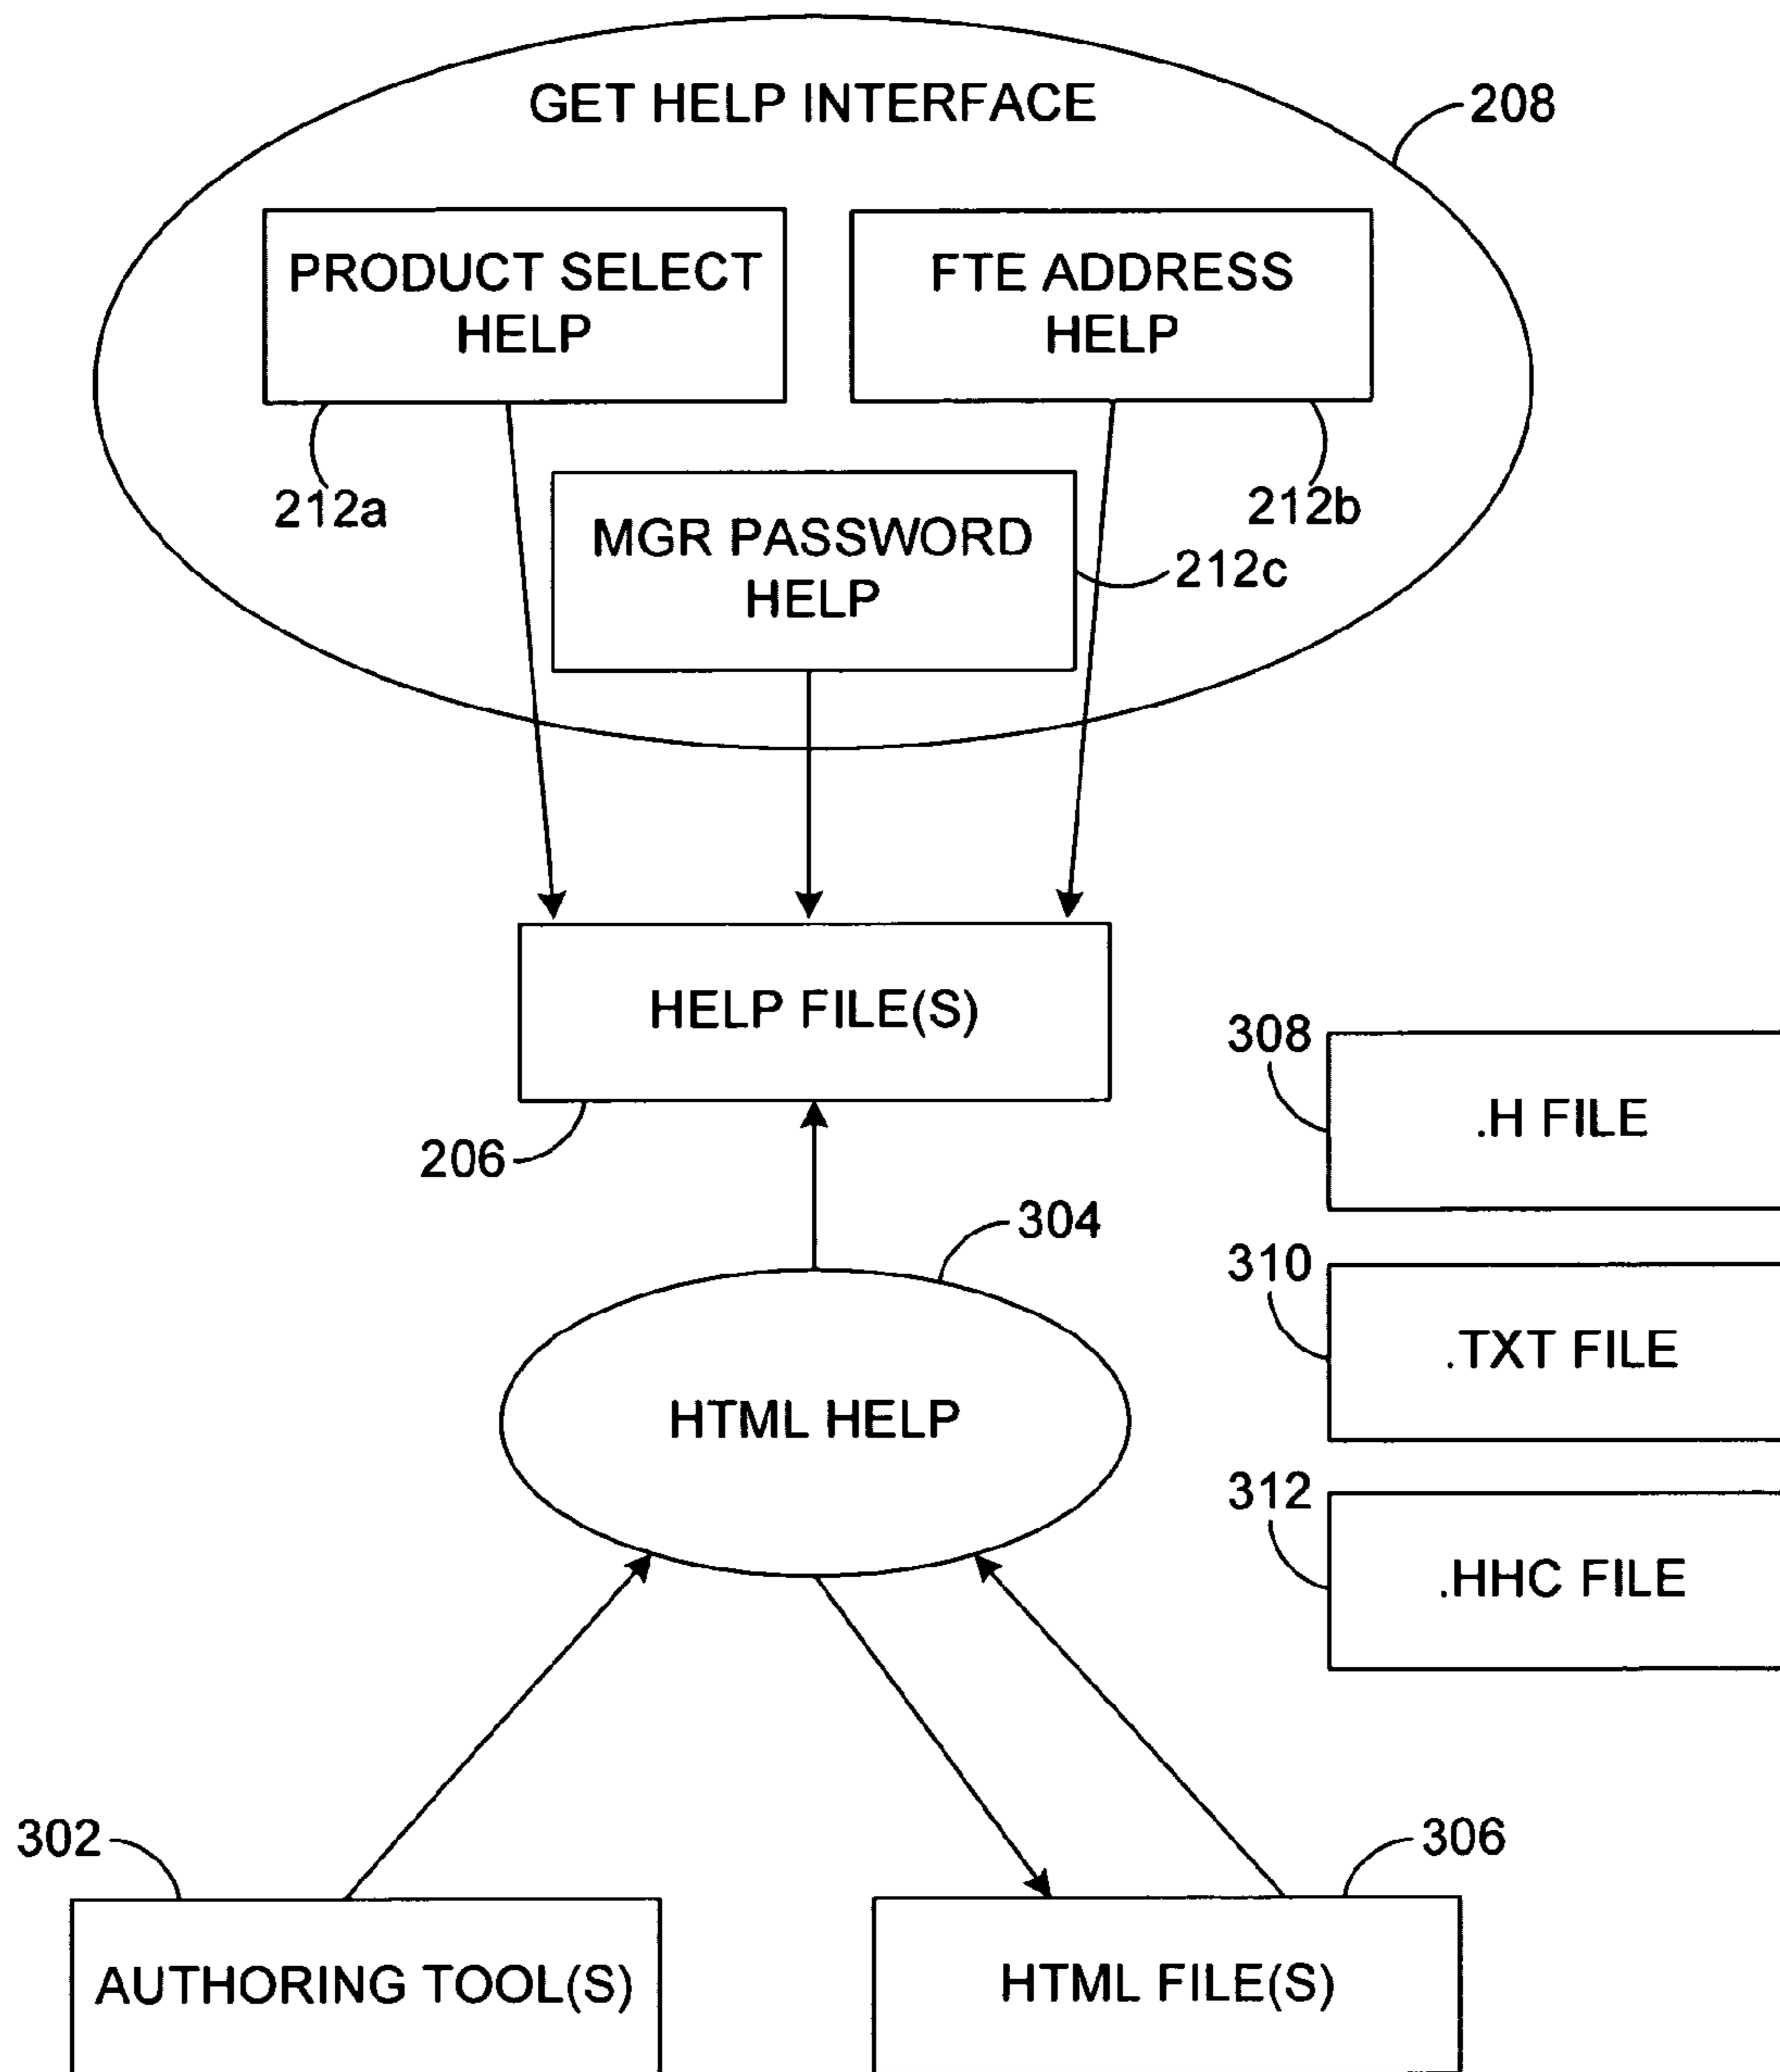 GET HELP INTERFACE
208
PRODUCT SELECT
HELP
FTE ADDRESS
HELP
212a
212b
MGR PASSWORD
HELP
212c
HELP FILE(S)
206
308
.H FILE
304
310
.TXT FILE
HTML HELP
312
.HHC FILE
302
306
AUTHORING TOOL(S)
HTML FILE(S)